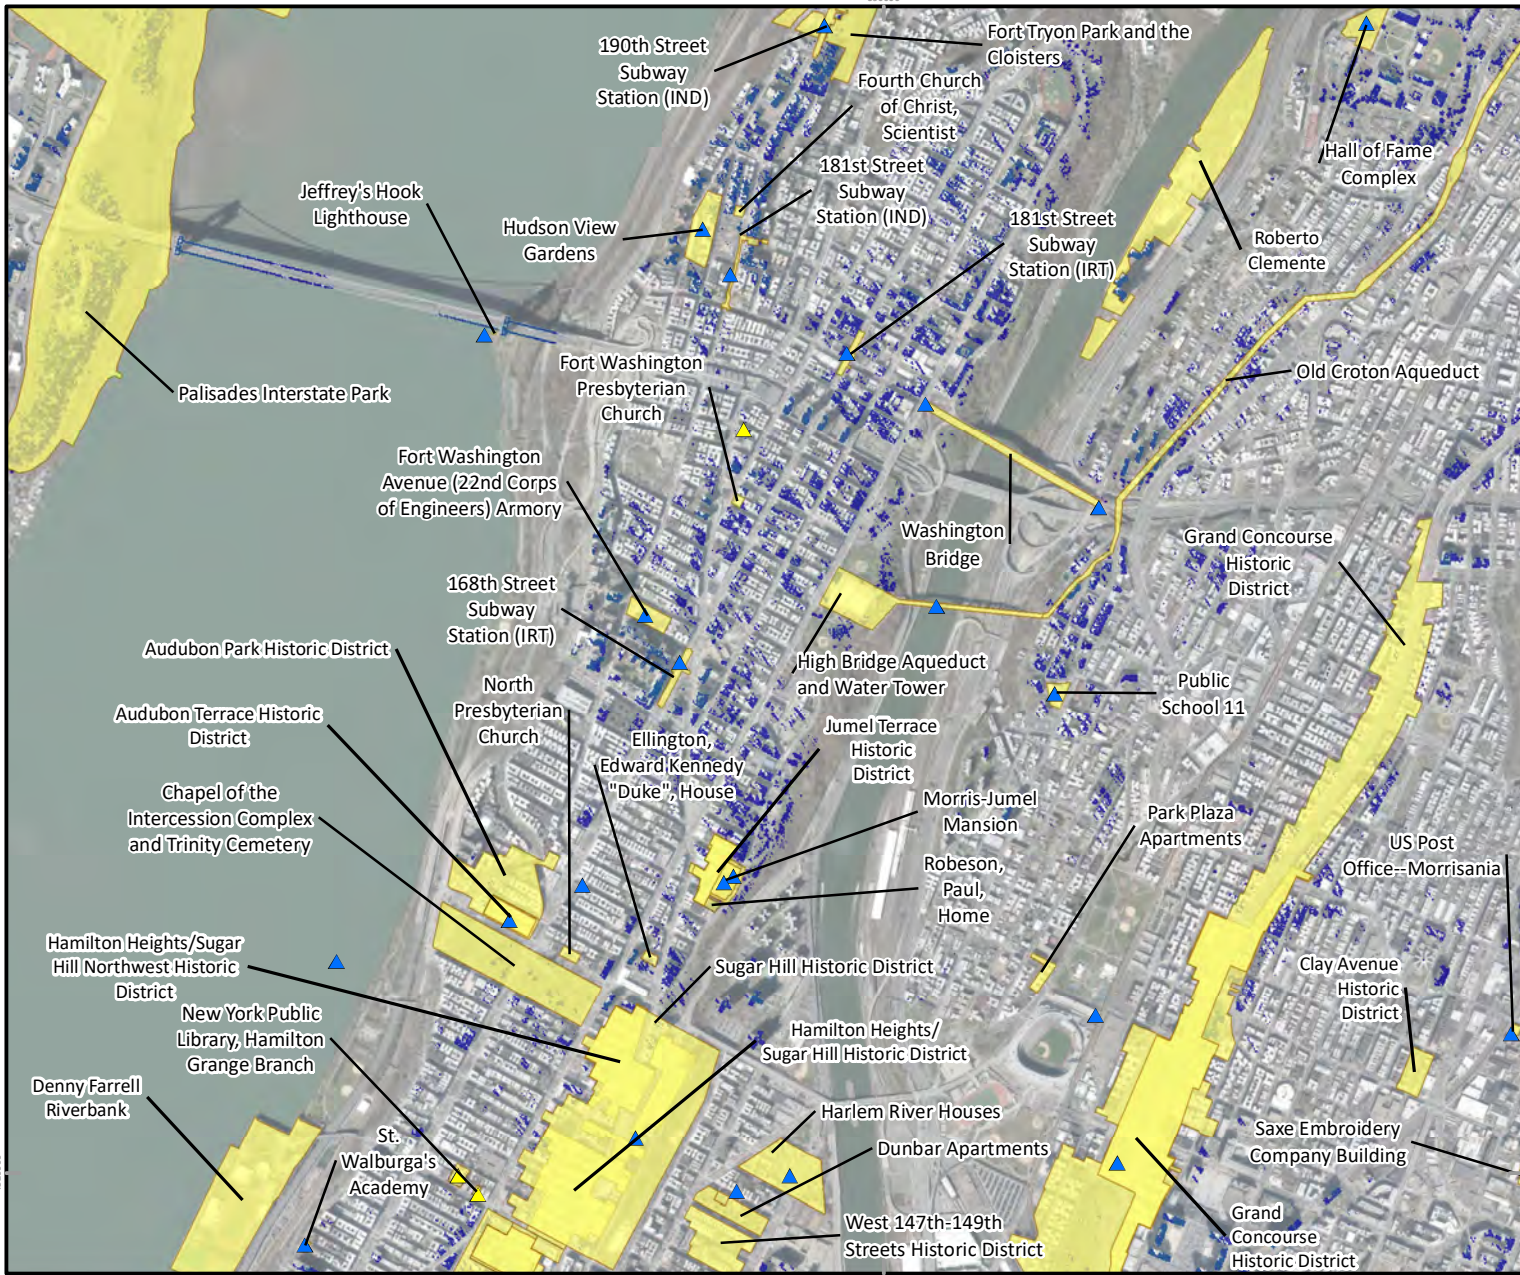 190th Street
Subway
Station (IND)
Fort Tryon Park and the
Cloisters
Fourth Church
of Christ,
Scientist
181st Street
Subway
Station (IND)
Hall of Fame
Complex
Jeffrey's Hook
Lighthouse
Hudson View
Gardens
181st Street
Subway
Station (IRT)
Roberto
Clemente
Palisades Interstate Park
Fort Washington
Presbyterian
Church
Old Croton Aqueduct
Fort Washington
Avenue (22nd Corps
of Engineers) Armory
Washington
Bridge
Grand Concourse
Historic
District
168th Street
Subway
Station (IRT)
Audubon Park Historic District
High Bridge Aqueduct
and Water Tower
Public
School 11
North
Presbyterian
Church
Audubon Terrace Historic
District
Ellington,
Edward Kennedy
"Duke", House
Jumel Terrace
Historic
District
Chapel of the
Intercession Complex
and Trinity Cemetery
Morris-Jumel
Mansion
Park Plaza
Apartments
US Post
Office--Morrisania
Robeson,
Paul,
Home
Hamilton Heights/Sugar
Hill Northwest Historic
District
Sugar Hill Historic District
Clay Avenue
Historic
District
New York Public
Library, Hamilton
Grange Branch
Hamilton Heights/
Sugar Hill Historic District
Denny Farrell
Riverbank
St.
Walburga's
Academy
Harlem River Houses
Dunbar Apartments
Saxe Embroidery
Company Building
West 147th-149th
Streets Historic District
Grand
Concourse
Historic District